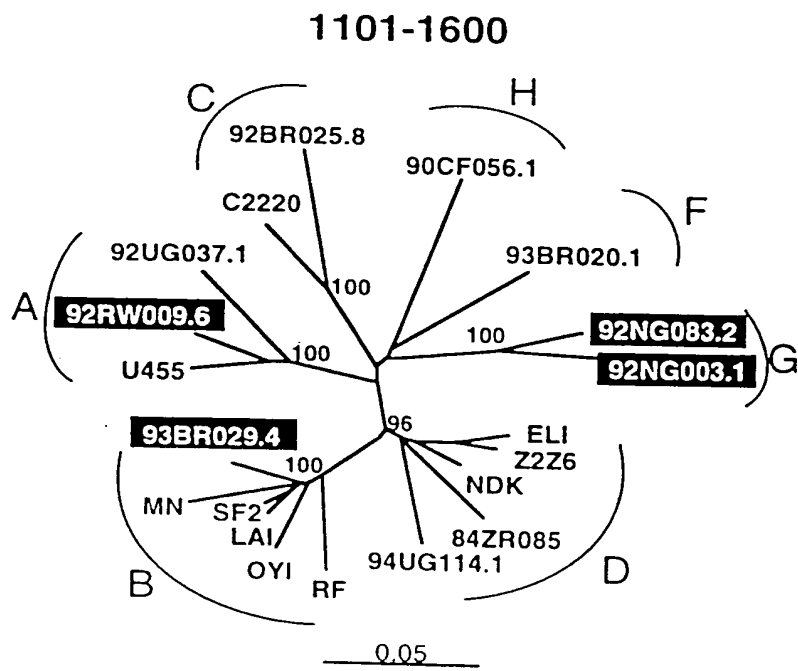 1101-1600
C
H
92BR025.8
90CF056.1
C2220
F
92UG037.1
93BR020.1
100
A
92RW009.6
100
92NG083.2
100
92NG003.1
G
U455
93BR029.4
96
ELI
Z2Z6
100
NDK
MN
SF2
LAI
84ZR085
OYI
94UG114.1
D
B
RF
0.05